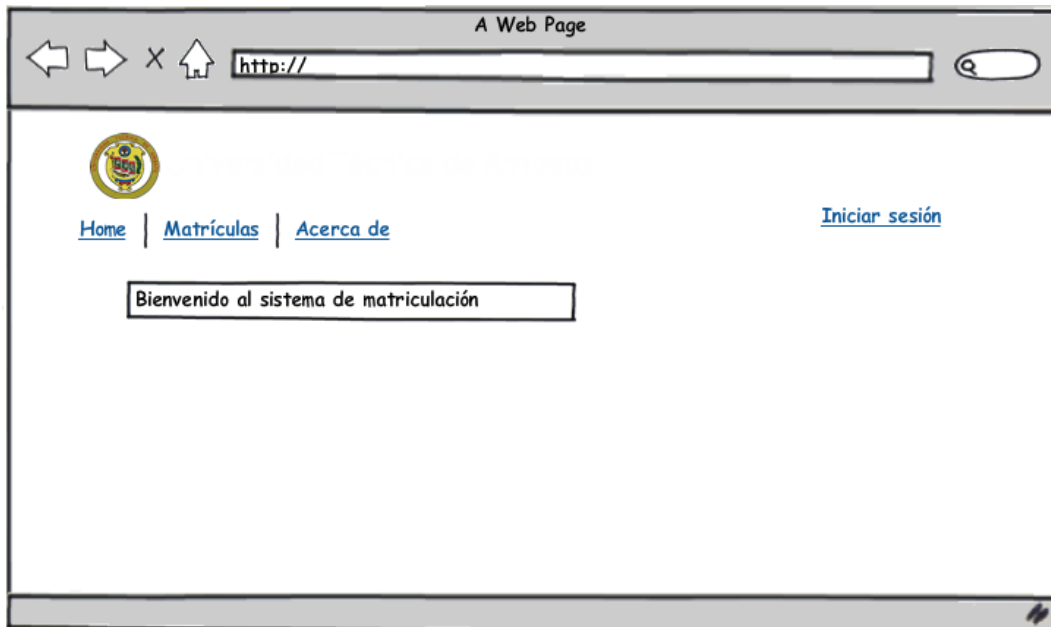 A Web Page
http://
Iniciar sesión
Home
Matrículas
Acerca de
Bienvenido al sistema de matriculación